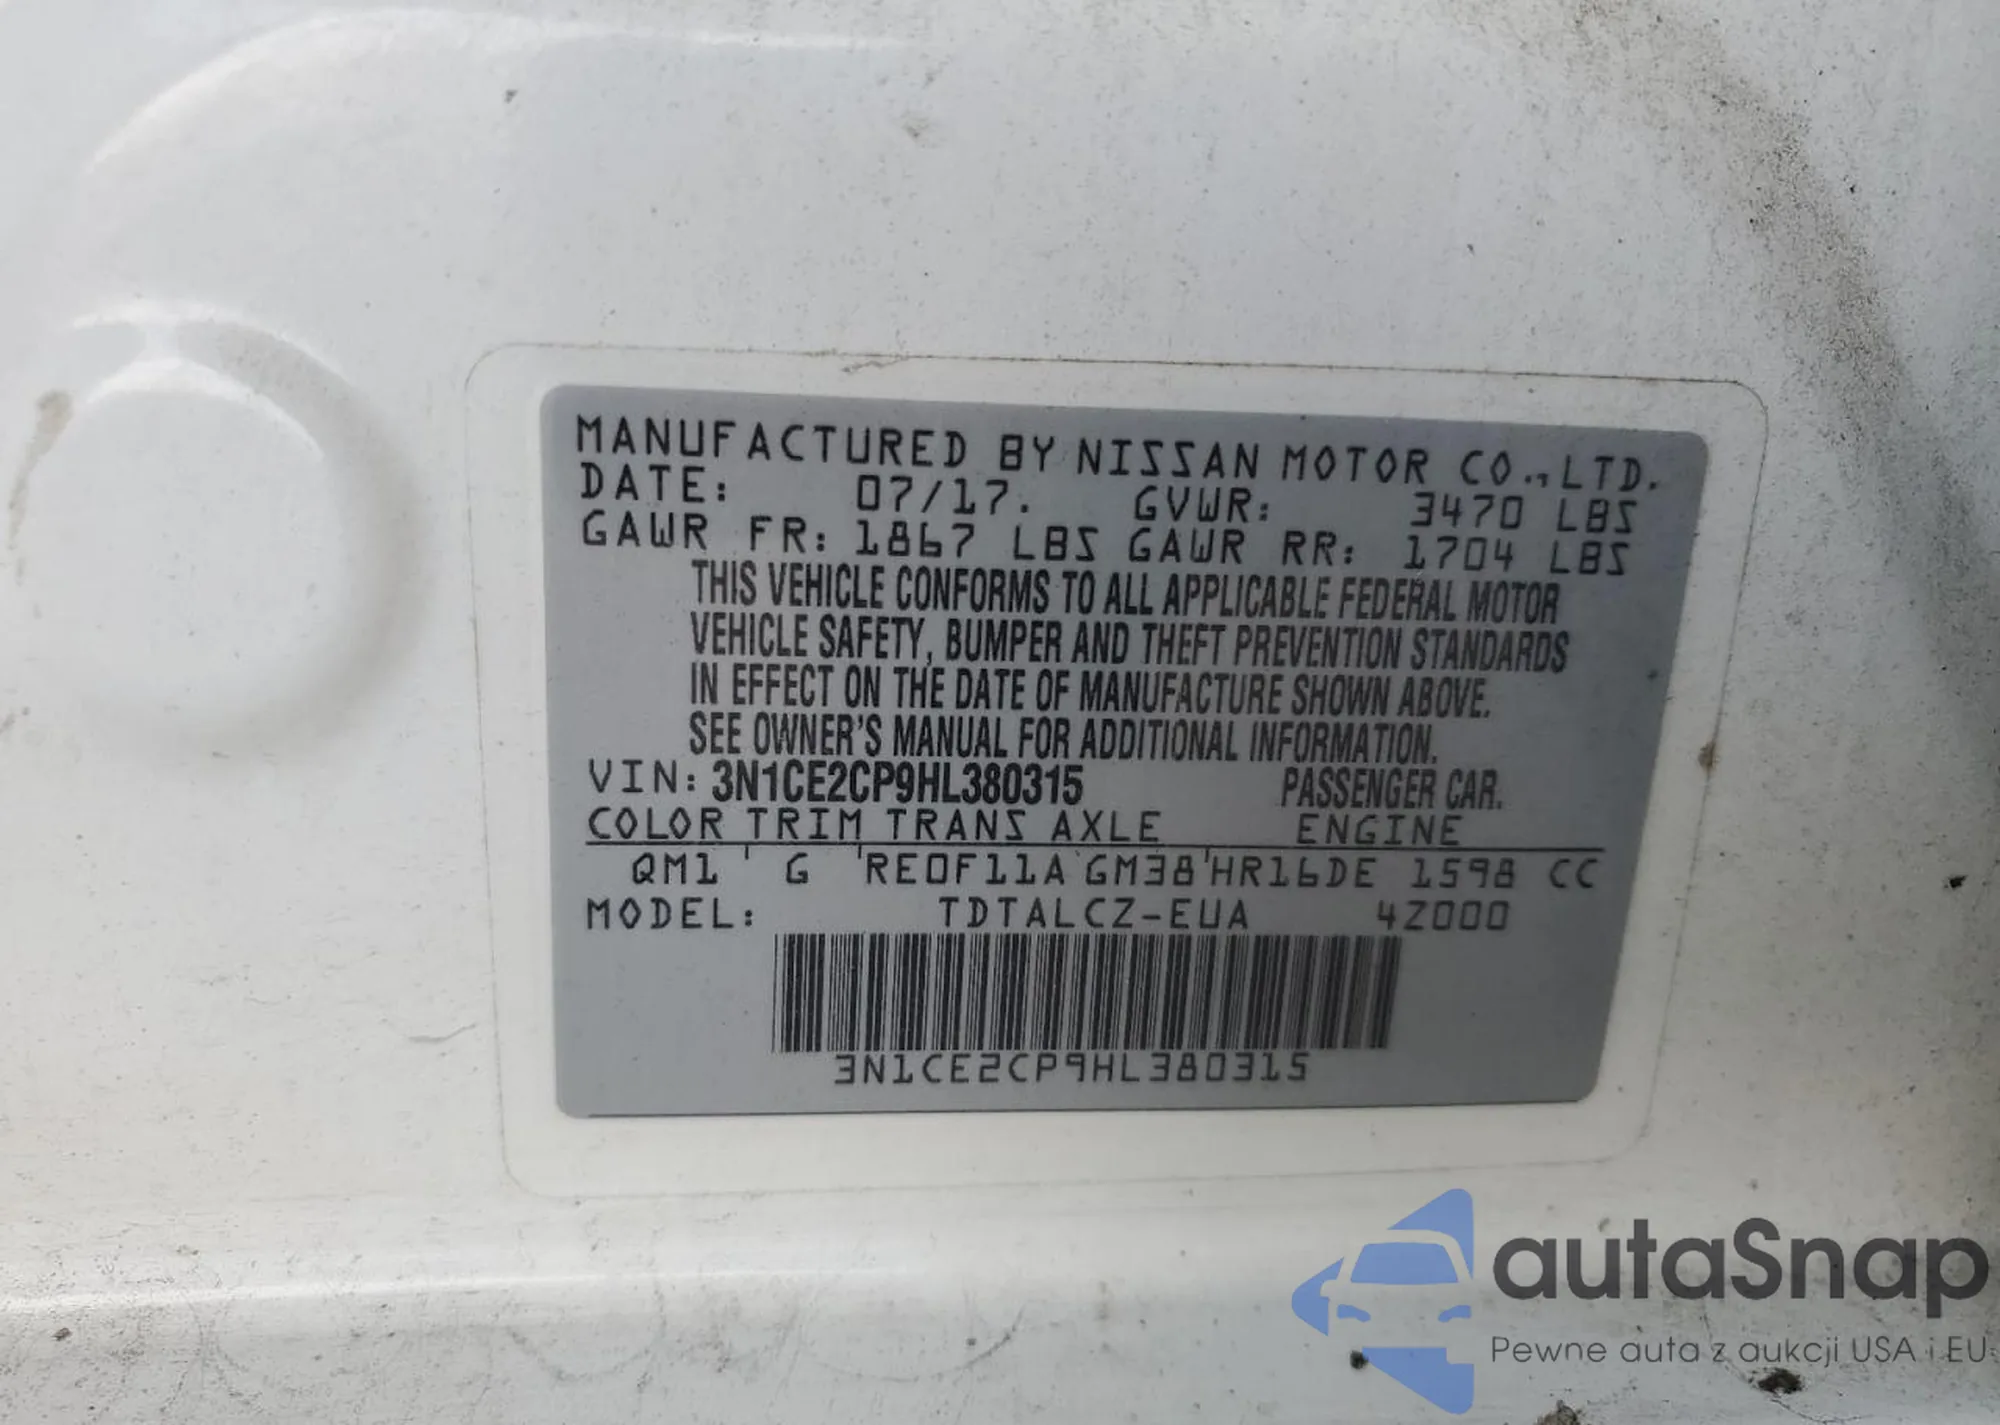 MANUFACTURED BY NISSAN MOTOR CO., LTD.
DATE: 07/17. GVWR: 3470 LBS
GAWR FR: 1867 LBS GAWR RR: 1704 LBS
THIS VEHICLE CONFORMS TO ALL APPLICABLE FEDERAL MOTOR
VEHICLE SAFETY, BUMPER AND THEFT PREVENTION STANDARDS
IN EFFECT ON THE DATE OF MANUFACTURE SHOWN ABOVE.
SEE OWNER'S MANUAL FOR ADDITIONAL INFORMATION.
VIN: 3N1CE2CP9HL380315 PASSENGER CAR.
COLOR TRIM TRANS AXLE ENGINE
QM1 G RE0F11A GM38 HR16DE 1598 CC
MODEL: TDTALCZ-EUA 4Z000
3N1CE2CP9HL380315
autaSnap
Pewne auta z aukcji USA i EU